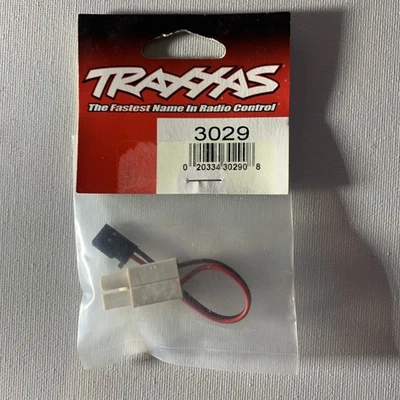 TRAXXAS
The Fastest Name In Radio Control
3029
0 20334 30290 8